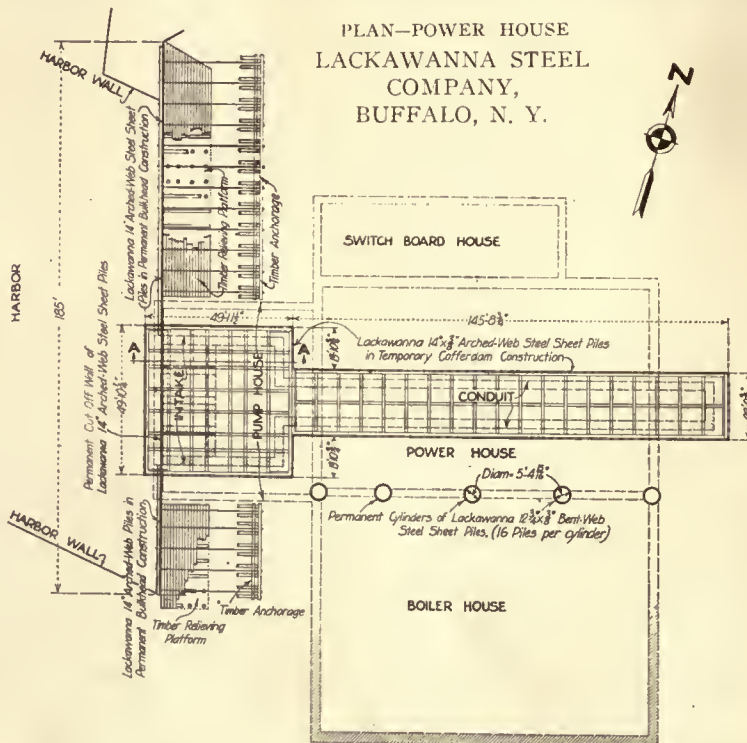 PLAN—POWER HOUSE
LACKAWANNA STEEL
COMPANY,
BUFFALO, N. Y.
N
HARBOR WALL
HARBOR
185'
Lackawanna 14" Arched-Web Steel Sheet
(Piles in Permanent Bulkhead Construction)
Timber Relieving Platform
Timber Anchorage
SWITCH BOARD HOUSE
49'-1½"
145'-8⅜"
Lackawanna 14"x⅜" Arched-Web Steel Sheet Piles
in Temporary Cofferdam Construction
A
A
Permanent Cut Off Wall of
Lackawanna 14" Arched-Web Steel Sheet Piles
INTAKE
PUMP HOUSE
CONDUIT
POWER HOUSE
Diam=
Permanent Cylinders of Lackawanna 12¾"x⅜" Bent-Web
Steel Sheet Piles. (16 Piles per cylinder)
HARBOR WALL
Lackawanna 14" Arched-Web Piles in
Permanent Bulkhead Construction
Timber Relieving
Platform
Timber Anchorage
BOILER HOUSE